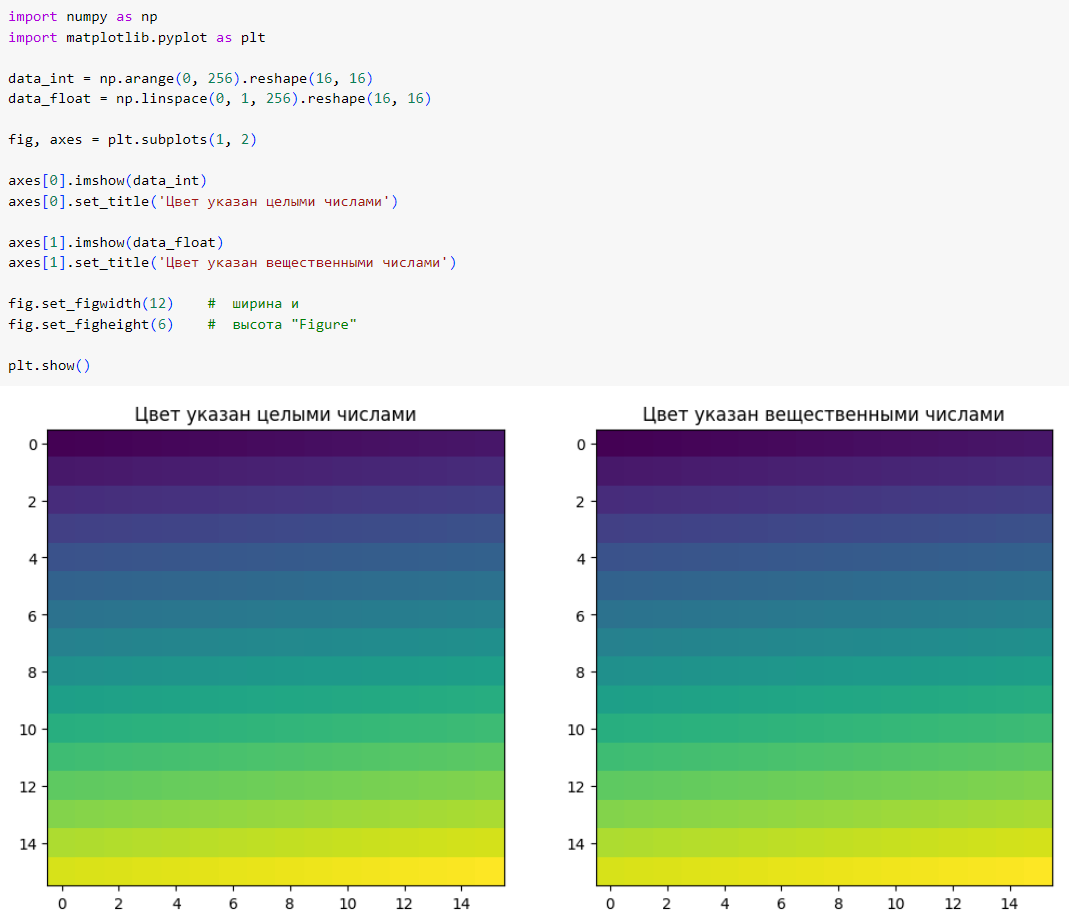 import numpy as np
import matplotlib.pyplot as plt
data_int = np.arange(0, 256).reshape(16, 16)
data_float = np.linspace(0, 1, 256).reshape(16, 16)
fig, axes = plt.subplots(1, 2)
axes[0].imshow(data_int)
axes[0].set_title('Цвет указан целыми числами')
axes[1].imshow(data_float)
axes[1].set_title('Цвет указан вещественными числами')
fig.set_figwidth(12)    #  ширина и
fig.set_figheight(6)    #  высота "Figure"
plt.show()
Цвет указан целыми числами
0
2
4
6
8
10
12
14
0 2 4 6 8 10 12 14
Цвет указан вещественными числами
0
2
4
6
8
10
12
14
0 2 4 6 8 10 12 14